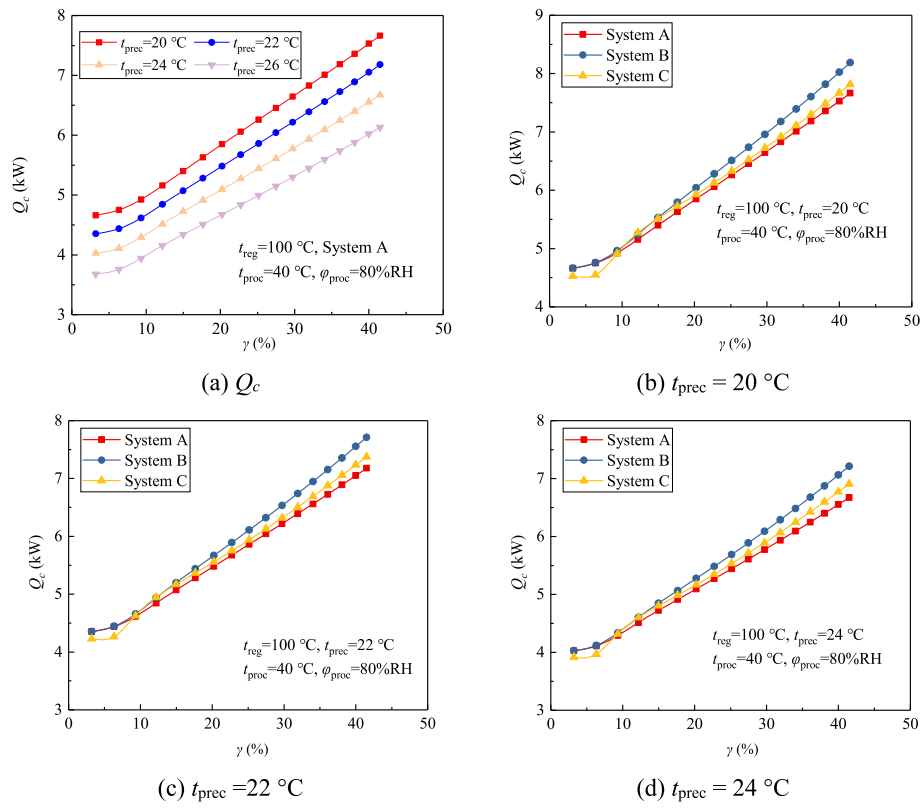 8
7
6
5
4
3
0
10
20
30
40
50
Q_c (kW)
γ (%)
t_prec=20 °C
t_prec=22 °C
t_prec=24 °C
t_prec=26 °C
t_reg=100 °C, System A
t_proc=40 °C, φ_proc=80%RH
(a) Q_c
9
8
7
6
5
4
0
10
20
30
40
50
Q_c (kW)
γ (%)
System A
System B
System C
t_reg=100 °C, t_prec=20 °C
t_proc=40 °C, φ_proc=80%RH
(b) t_prec = 20 °C
8
7
6
5
4
3
0
10
20
30
40
50
Q_c (kW)
γ (%)
System A
System B
System C
t_reg=100 °C, t_prec=22 °C
t_proc=40 °C, φ_proc=80%RH
(c) t_prec =22 °C
8
7
6
5
4
3
0
10
20
30
40
50
Q_c (kW)
γ (%)
System A
System B
System C
t_reg=100 °C, t_prec=24 °C
t_proc=40 °C, φ_proc=80%RH
(d) t_prec = 24 °C